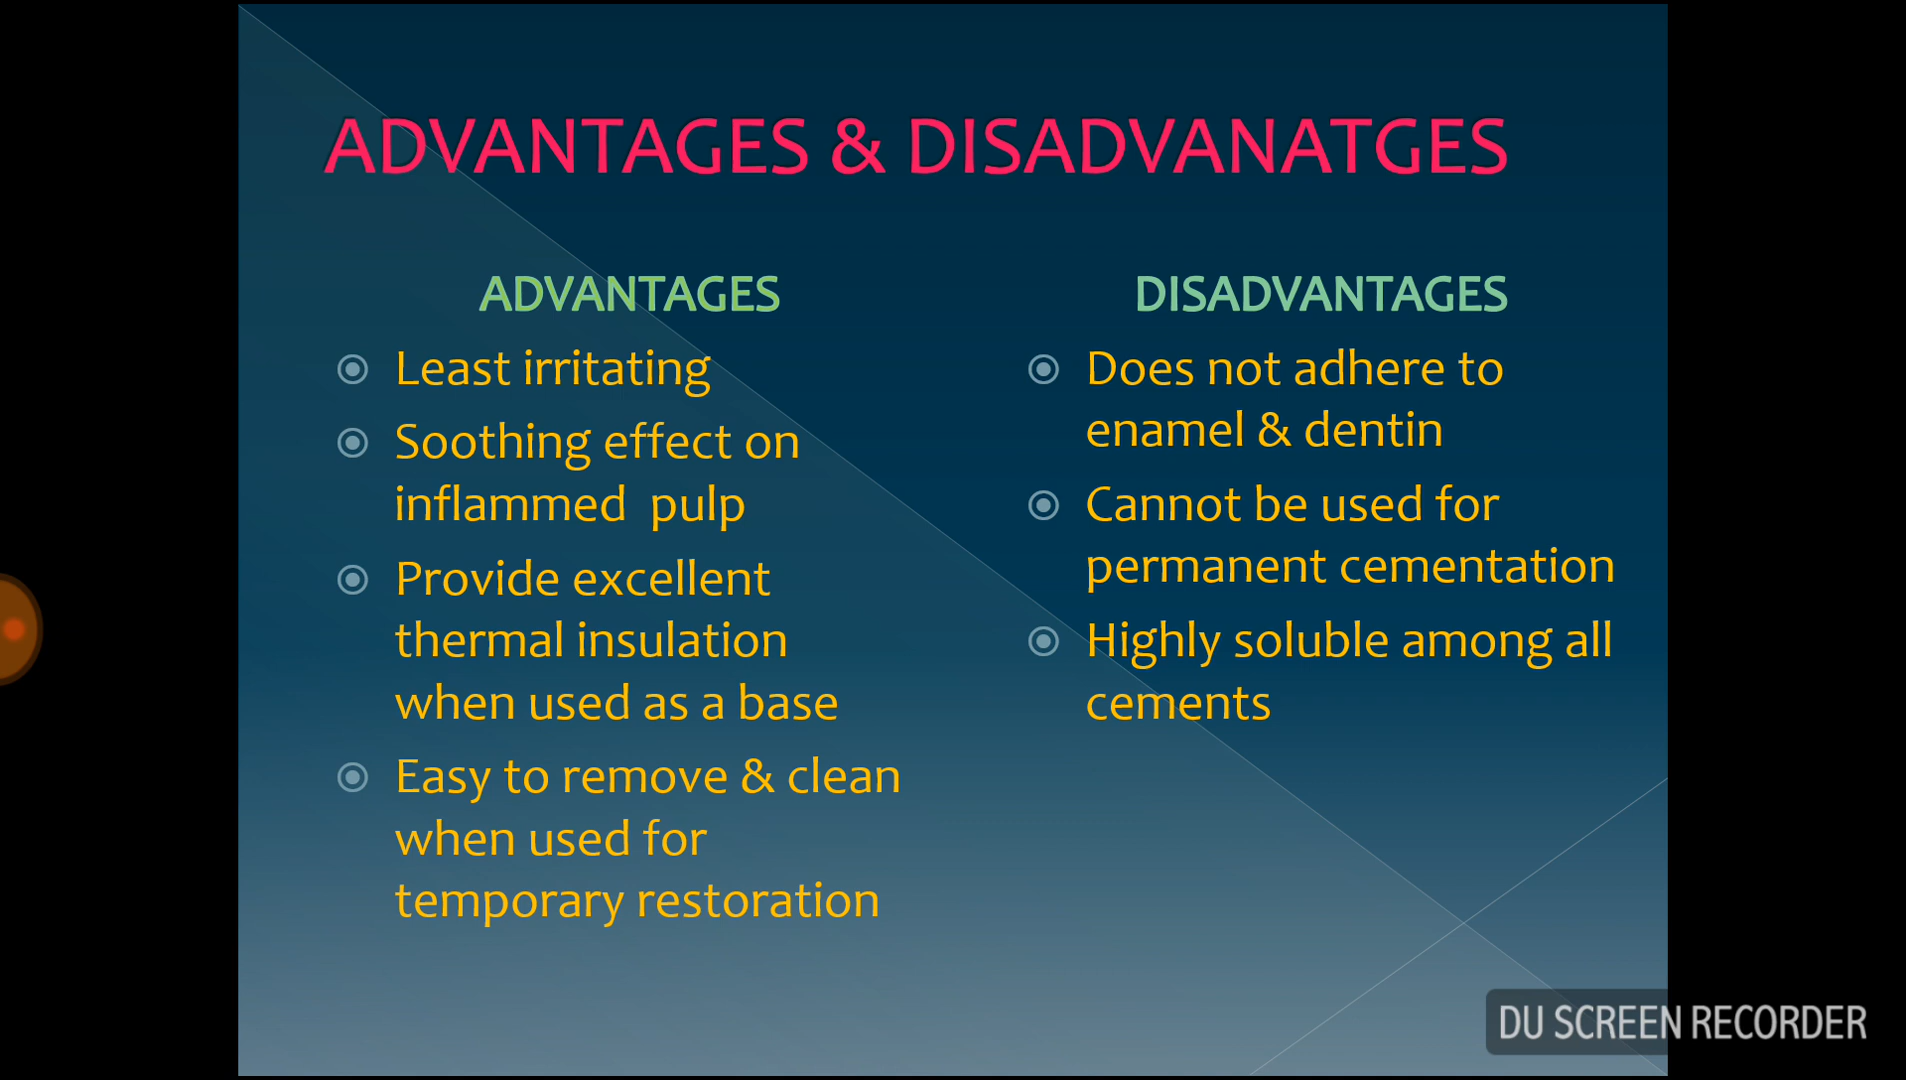 ADVANTAGES & DISADVANATGES
ADVANTAGES
Least irritating
Soothing effect on
inflammed pulp
Provide excellent
thermal insulation
when used as a base
Easy to remove & clean
when used for
temporary restoration
DISADVANTAGES
Does not adhere to
enamel & dentin
Cannot be used for
permanent cementation
Highly soluble among all
cements
DU SCREEN RECORDER